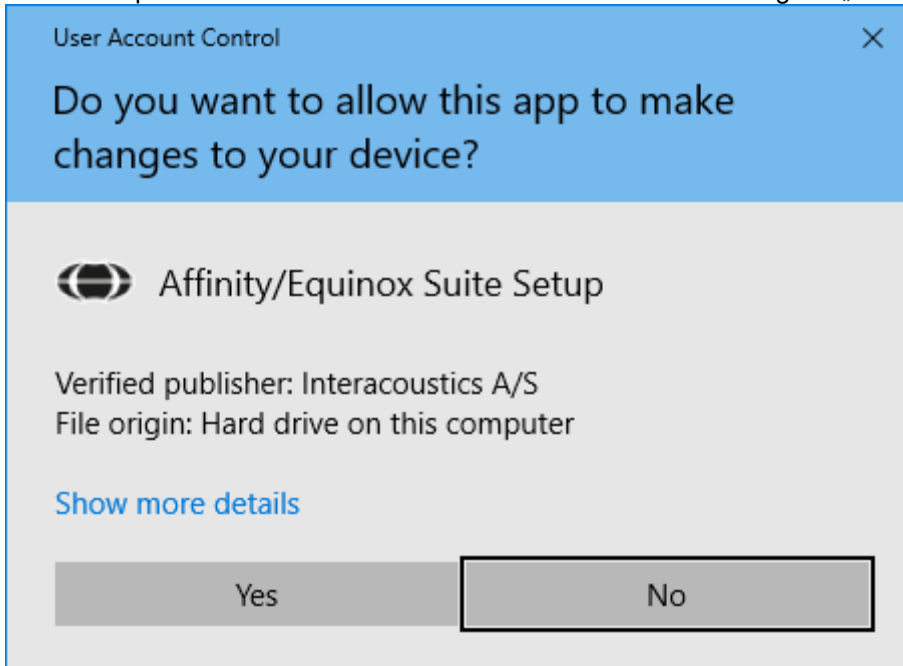 User Account Control
Do you want to allow this app to make
changes to your device?
Affinity/Equinox Suite Setup
Verified publisher: Interacoustics A/S
File origin: Hard drive on this computer
Show more details
Yes
No